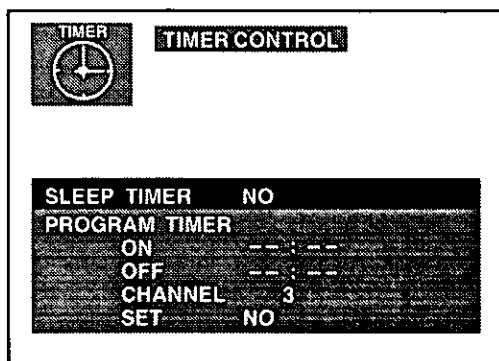 TIMER
TIMER CONTROL
SLEEP TIMER NO
PROGRAM TIMER
ON -- : --
OFF -- : --
CHANNEL 3
SET NO